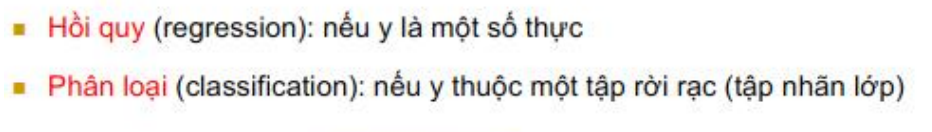 Hồi quy (regression): nếu y là một số thực
Phân loại (classification): nếu y thuộc một tập rời rạc (tập nhãn lớp)